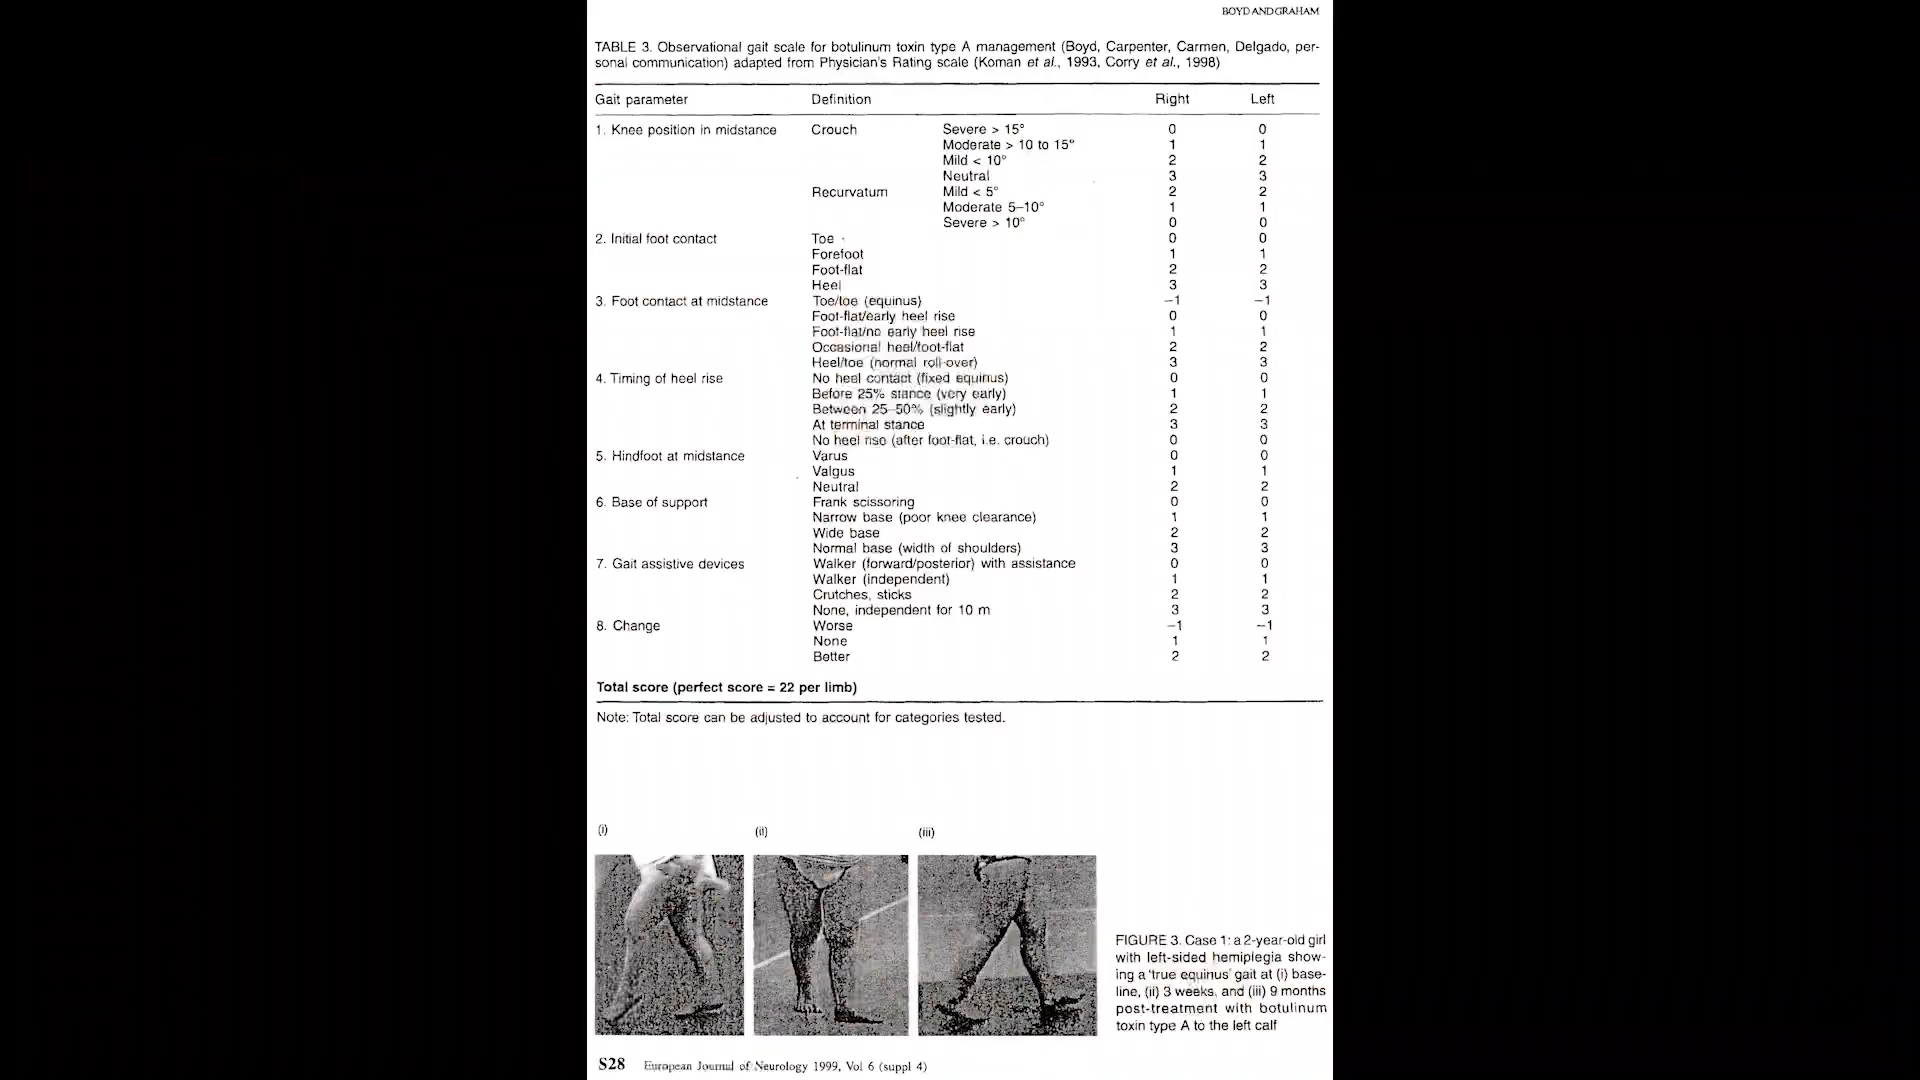 BOYD AND GRAHAM
TABLE 3. Observational gait scale for botulinum toxin type A management (Boyd, Carpenter, Carmen, Delgado, per-
sonal communication) adapted from Physician's Rating scale (Koman et al., 1993, Corry et al., 1998)
Gait parameter Definition Right Left
1. Knee position in midstance Crouch Severe > 15° 0 0
Moderate > 10 to 15° 1 1
Mild < 10° 2 2
Neutral 3 3
Recurvatum Mild < 5° 2 2
Moderate 5–10° 1 1
Severe > 10° 0 0
2. Initial foot contact Toe 0 0
Forefoot 1 1
Foot-flat 2 2
Heel 3 3
3. Foot contact at midstance Toe/toe (equinus) –1 –1
Foot-flat/early heel rise 0 0
Foot-flat/no early heel rise 1 1
Occasional heel/foot-flat 2 2
Heel/toe (normal roll-over) 3 3
4. Timing of heel rise No heel contact (fixed equinus) 0 0
Before 25% stance (very early) 1 1
Between 25–50% (slightly early) 2 2
At terminal stance 3 3
No heel rise (after foot-flat, i.e. crouch) 0 0
5. Hindfoot at midstance Varus 0 0
Valgus 1 1
Neutral 2 2
6. Base of support Frank scissoring 0 0
Narrow base (poor knee clearance) 1 1
Wide base 2 2
Normal base (width of shoulders) 3 3
7. Gait assistive devices Walker (forward/posterior) with assistance 0 0
Walker (independent) 1 1
Crutches, sticks 2 2
None, independent for 10 m 3 3
8. Change Worse –1 –1
None 1 1
Better 2 2
Total score (perfect score = 22 per limb)
Note: Total score can be adjusted to account for categories tested.
(i) (ii) (iii)
FIGURE 3. Case 1: a 2-year-old girl
with left-sided hemiplegia show-
ing a 'true equinus' gait at (i) base-
line, (ii) 3 weeks, and (iii) 9 months
post-treatment with botulinum
toxin type A to the left calf
S28 European Journal of Neurology 1999, Vol 6 (suppl 4)